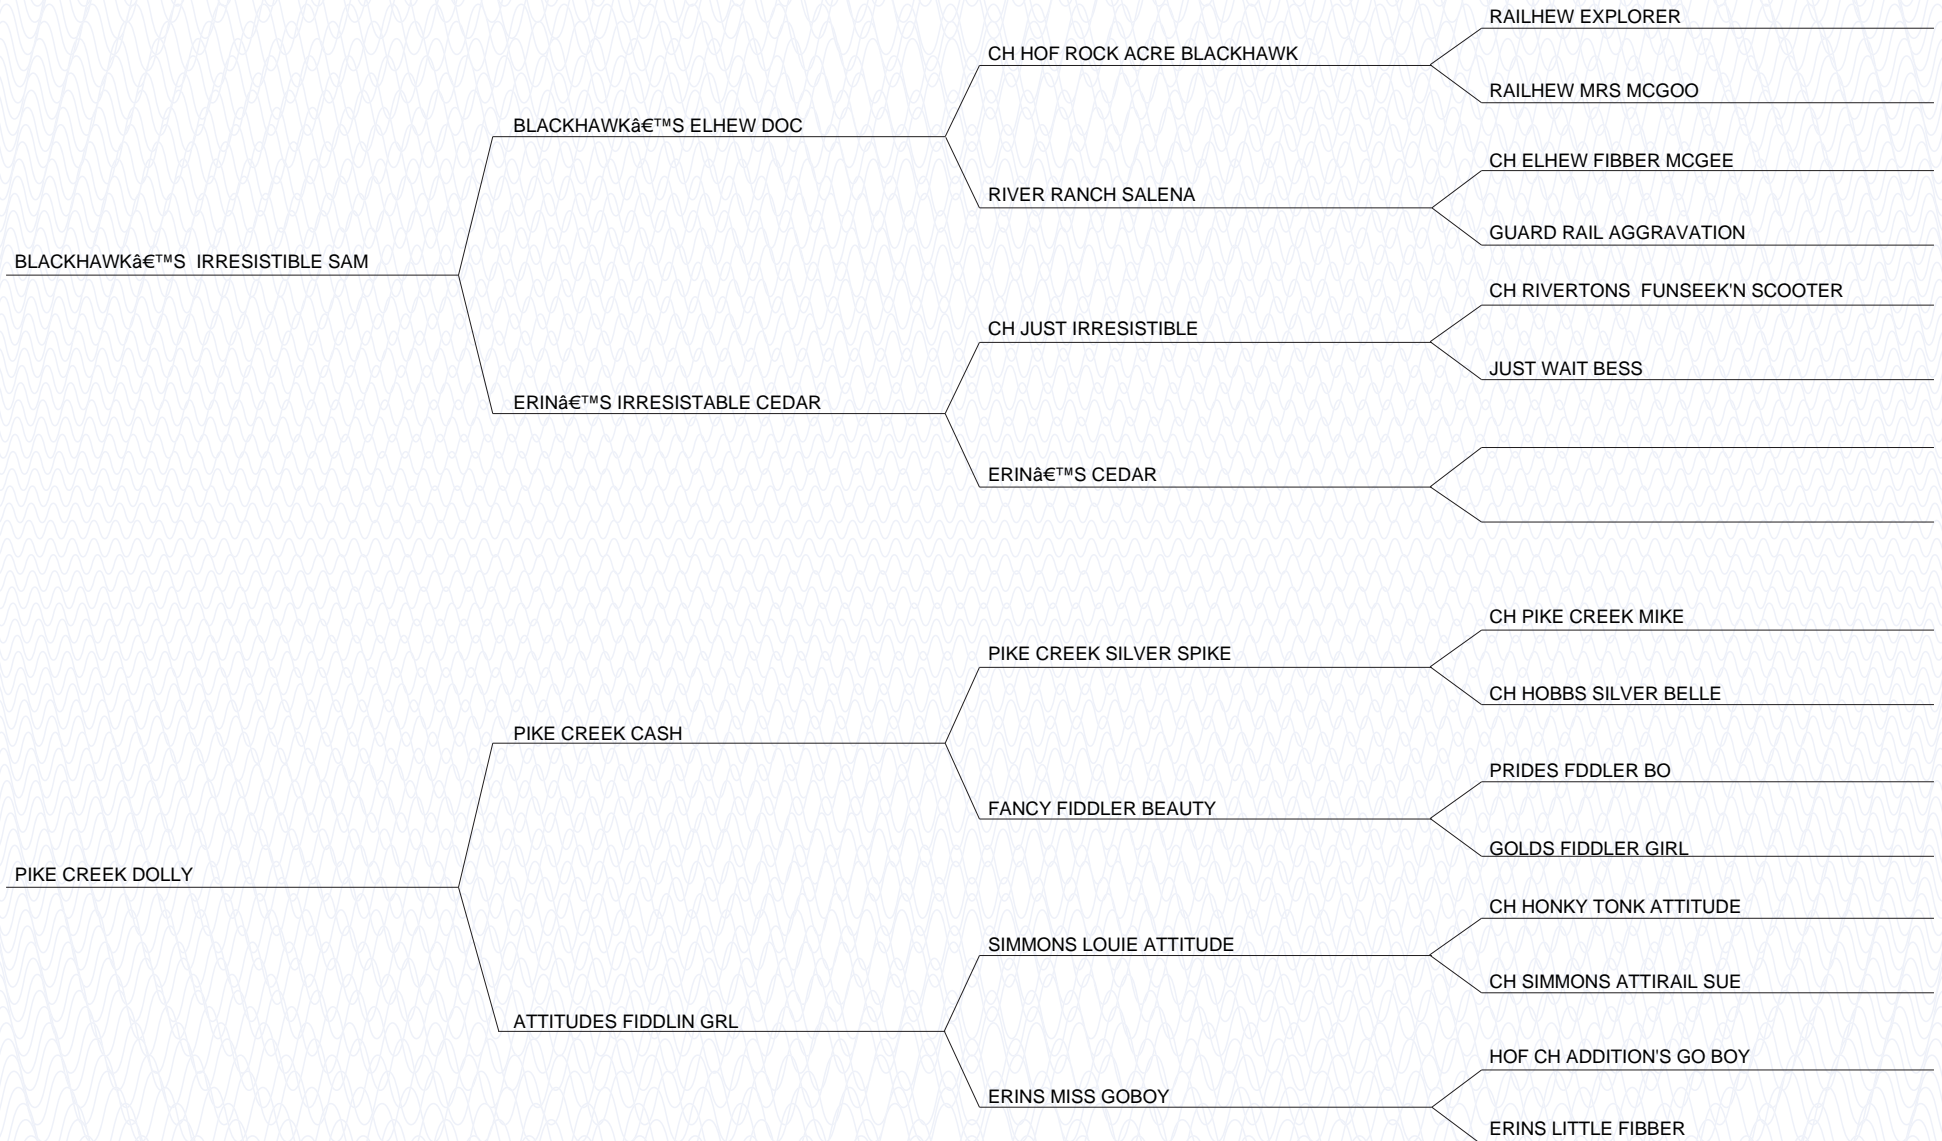 RAILHEW EXPLORER
CH HOF ROCK ACRE BLACKHAWK
RAILHEW MRS MCGOO
BLACKHAWKâ€™S ELHEW DOC
CH ELHEW FIBBER MCGEE
RIVER RANCH SALENA
GUARD RAIL AGGRAVATION
BLACKHAWKâ€™S  IRRESISTIBLE SAM
CH RIVERTONS  FUNSEEK'N SCOOTER
CH JUST IRRESISTIBLE
JUST WAIT BESS
ERINâ€™S IRRESISTABLE CEDAR
ERINâ€™S CEDAR
CH PIKE CREEK MIKE
PIKE CREEK SILVER SPIKE
CH HOBBS SILVER BELLE
PIKE CREEK CASH
PRIDES FDDLER BO
FANCY FIDDLER BEAUTY
GOLDS FIDDLER GIRL
PIKE CREEK DOLLY
CH HONKY TONK ATTITUDE
SIMMONS LOUIE ATTITUDE
CH SIMMONS ATTIRAIL SUE
ATTITUDES FIDDLIN GRL
HOF CH ADDITION'S GO BOY
ERINS MISS GOBOY
ERINS LITTLE FIBBER